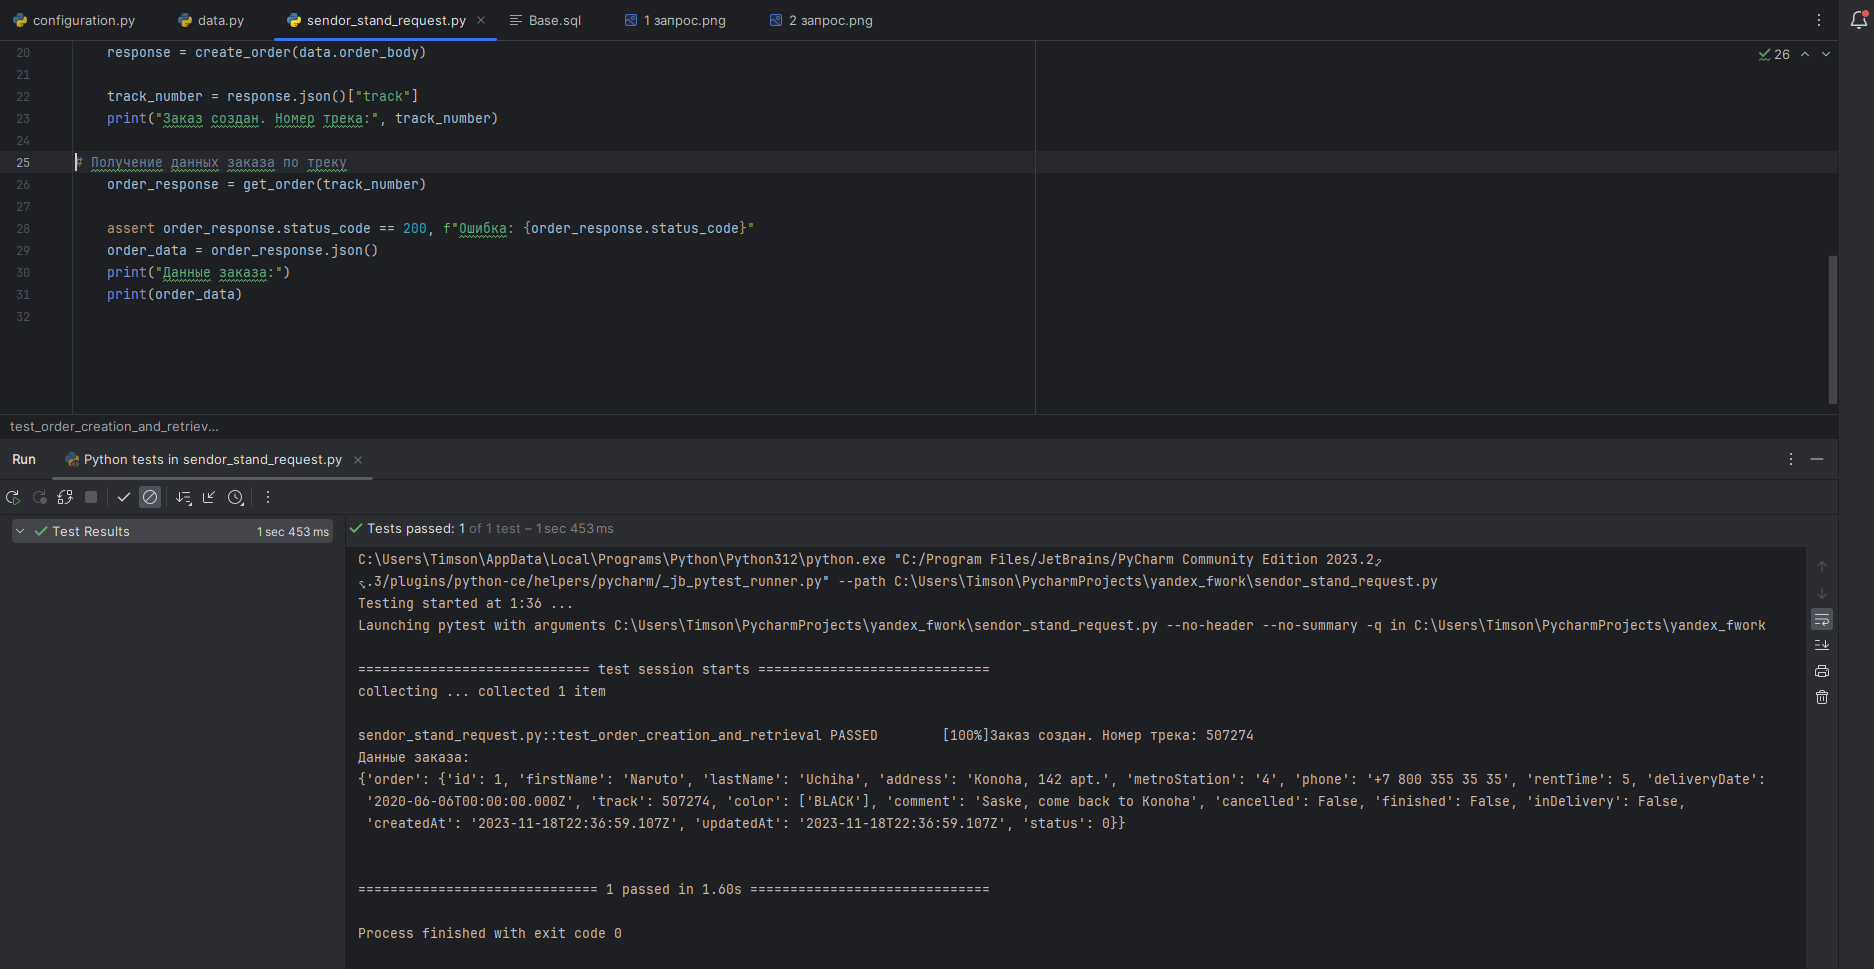 configuration.py data.py sendor_stand_request.py Base.sql 1 запрос.png 2 запрос.png
20 response = create_order(data.order_body)
26
21
22 track_number = response.json()["track"]
23 print("Заказ создан. Номер трека:", track_number)
24
25 # Получение данных заказа по треку
26 order_response = get_order(track_number)
27
28 assert order_response.status_code == 200, f"Ошибка: {order_response.status_code}"
29 order_data = order_response.json()
30 print("Данные заказа:")
31 print(order_data)
32
test_order_creation_and_retriev...
Run Python tests in sendor_stand_request.py
Test Results 1 sec 453 ms
Tests passed: 1 of 1 test – 1 sec 453 ms
C:\Users\Timson\AppData\Local\Programs\Python\Python312\python.exe "C:/Program Files/JetBrains/PyCharm Community Edition 2023.2
.3/plugins/python-ce/helpers/pycharm/_jb_pytest_runner.py" --path C:\Users\Timson\PycharmProjects\yandex_fwork\sendor_stand_request.py
Testing started at 1:36 ...
Launching pytest with arguments C:\Users\Timson\PycharmProjects\yandex_fwork\sendor_stand_request.py --no-header --no-summary -q in C:\Users\Timson\PycharmProjects\yandex_fwork
============================= test session starts =============================
collecting ... collected 1 item
sendor_stand_request.py::test_order_creation_and_retrieval PASSED [100%]Заказ создан. Номер трека: 507274
Данные заказа:
{'order': {'id': 1, 'firstName': 'Naruto', 'lastName': 'Uchiha', 'address': 'Konoha, 142 apt.', 'metroStation': '4', 'phone': '+7 800 355 35 35', 'rentTime': 5, 'deliveryDate':
'2020-06-06T00:00:00.000Z', 'track': 507274, 'color': ['BLACK'], 'comment': 'Saske, come back to Konoha', 'cancelled': False, 'finished': False, 'inDelivery': False,
'createdAt': '2023-11-18T22:36:59.107Z', 'updatedAt': '2023-11-18T22:36:59.107Z', 'status': 0}}
============================== 1 passed in 1.60s ==============================
Process finished with exit code 0